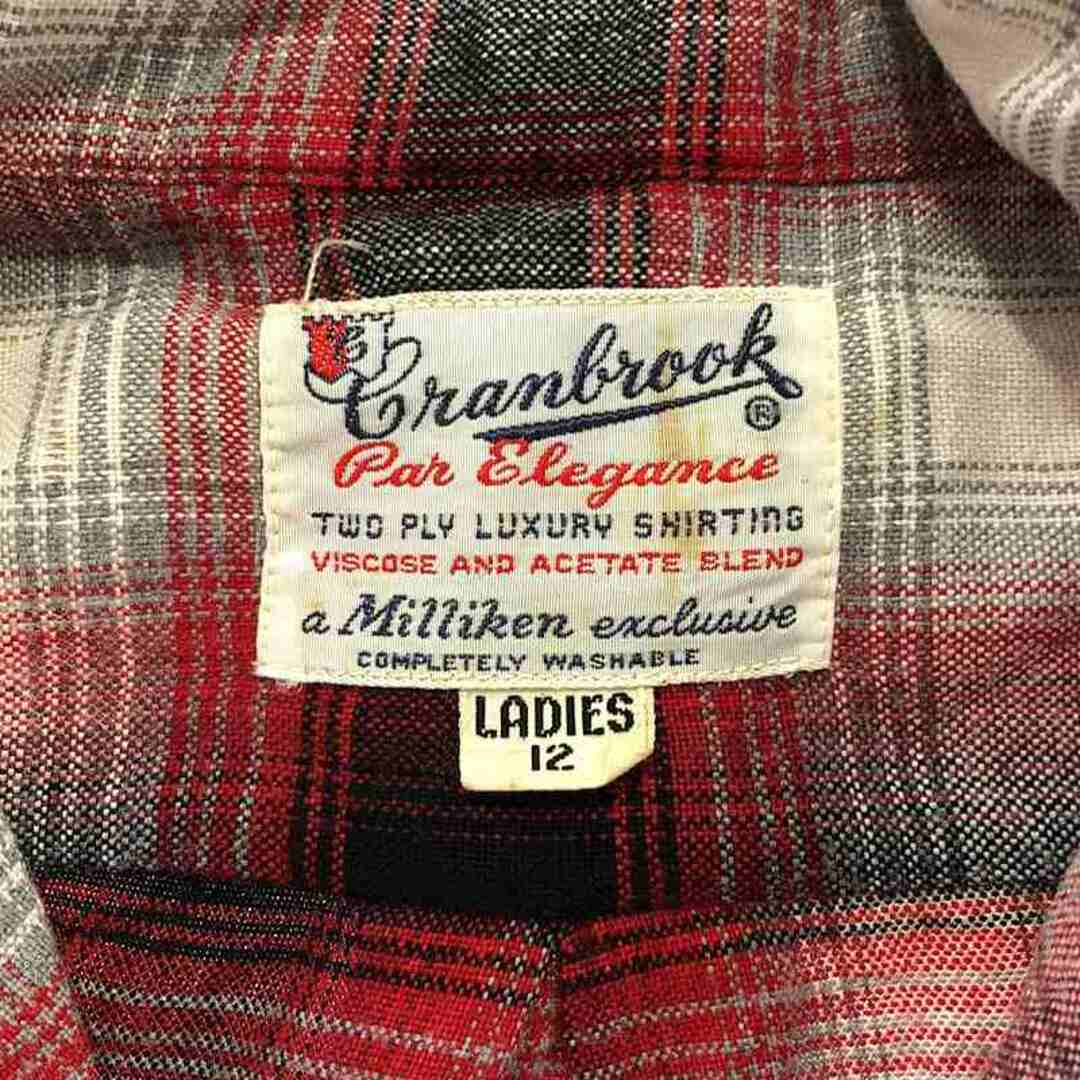 Cranbrook ®
Par Elegance
TWO PLY LUXURY SHIRTING
VISCOSE AND ACETATE BLEND
a Milliken exclusive
COMPLETELY WASHABLE
LADIES
12